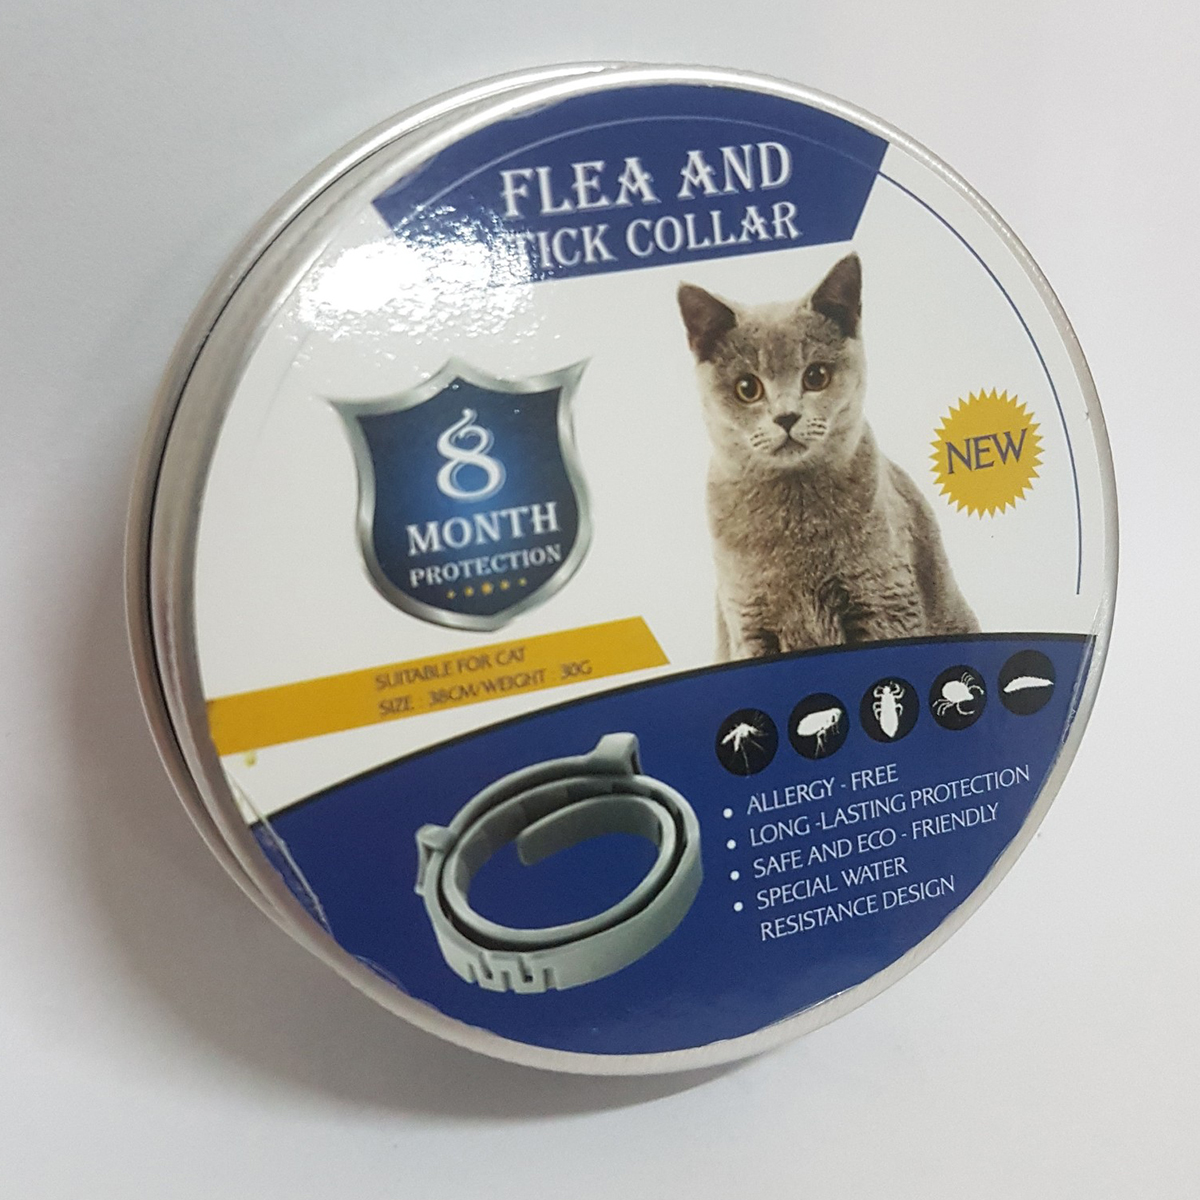 FLEA AND
TICK COLLAR
8
MONTH
PROTECTION
NEW
SUITABLE FOR CAT
SIZE : 38CM/WEIGHT : 30G
• ALLERGY - FREE
• LONG -LASTING PROTECTION
• SAFE AND ECO - FRIENDLY
• SPECIAL WATER
RESISTANCE DESIGN